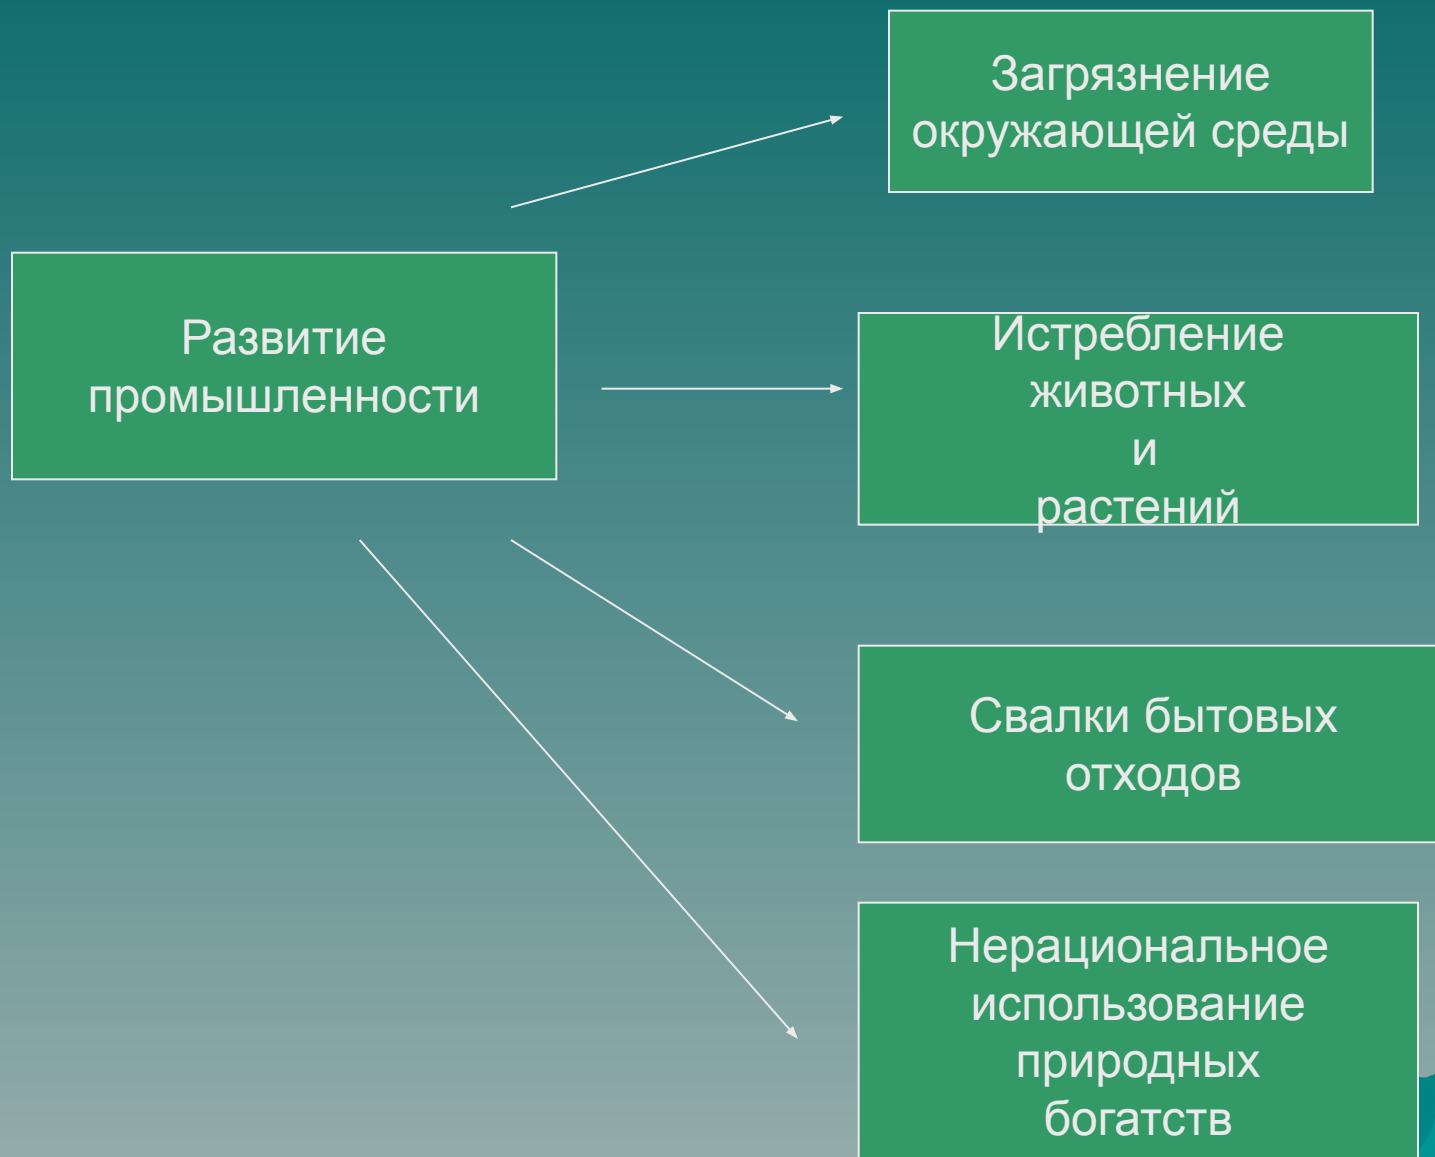 Загрязнение
окружающей среды
Развитие
промышленности
Истребление
животных
и
растений
Свалки бытовых
отходов
Нерациональное
использование
природных
богатств